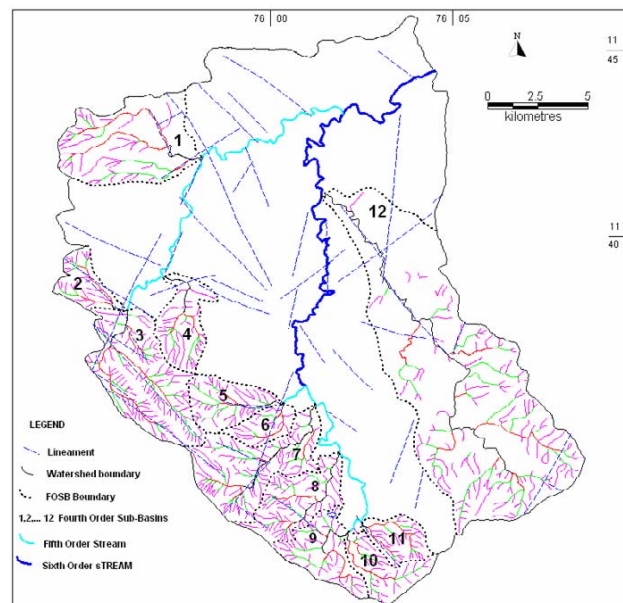 76 00
76 05
N
11
45
0 2.5 5
kilometres
1
12
11
40
2
3
4
5
6
7
8
9
10
11
LEGEND
Lineament
Watershed boundary
FOSB Boundary
1,2,... 12 Fourth Order Sub-Basins
Fifth Order Stream
Sixth Order sTREAM